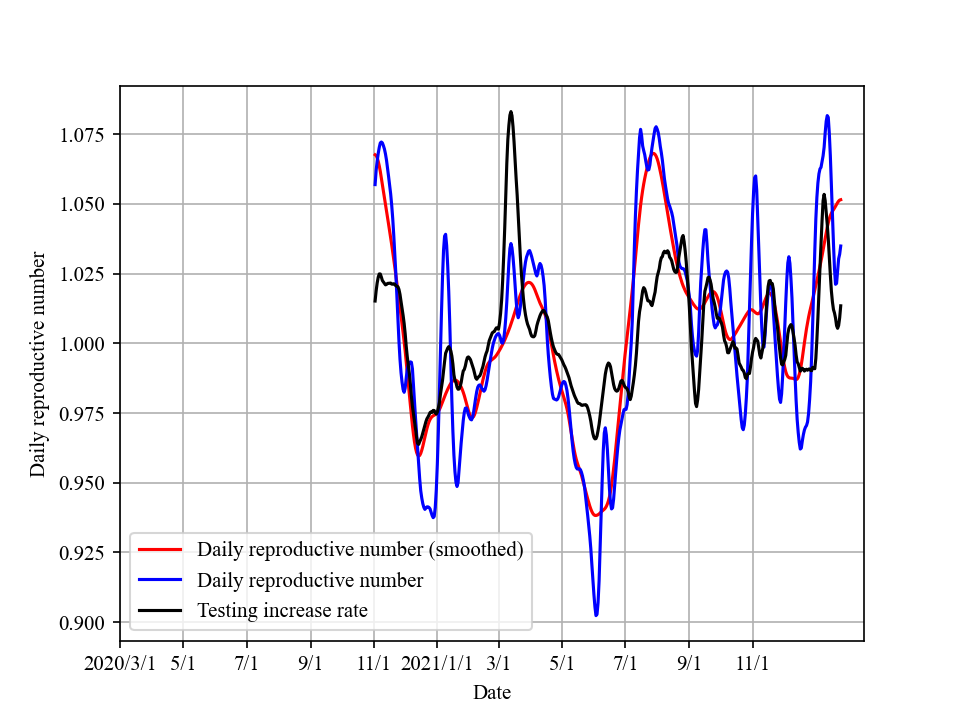 1.075
1.050
1.025
1.000
0.975
0.950
0.925
0.900
Daily reproductive number
Daily reproductive number (smoothed)
Daily reproductive number
Testing increase rate
2020/3/1 5/1 7/1 9/1 11/1 2021/1/1 3/1 5/1 7/1 9/1 11/1
Date